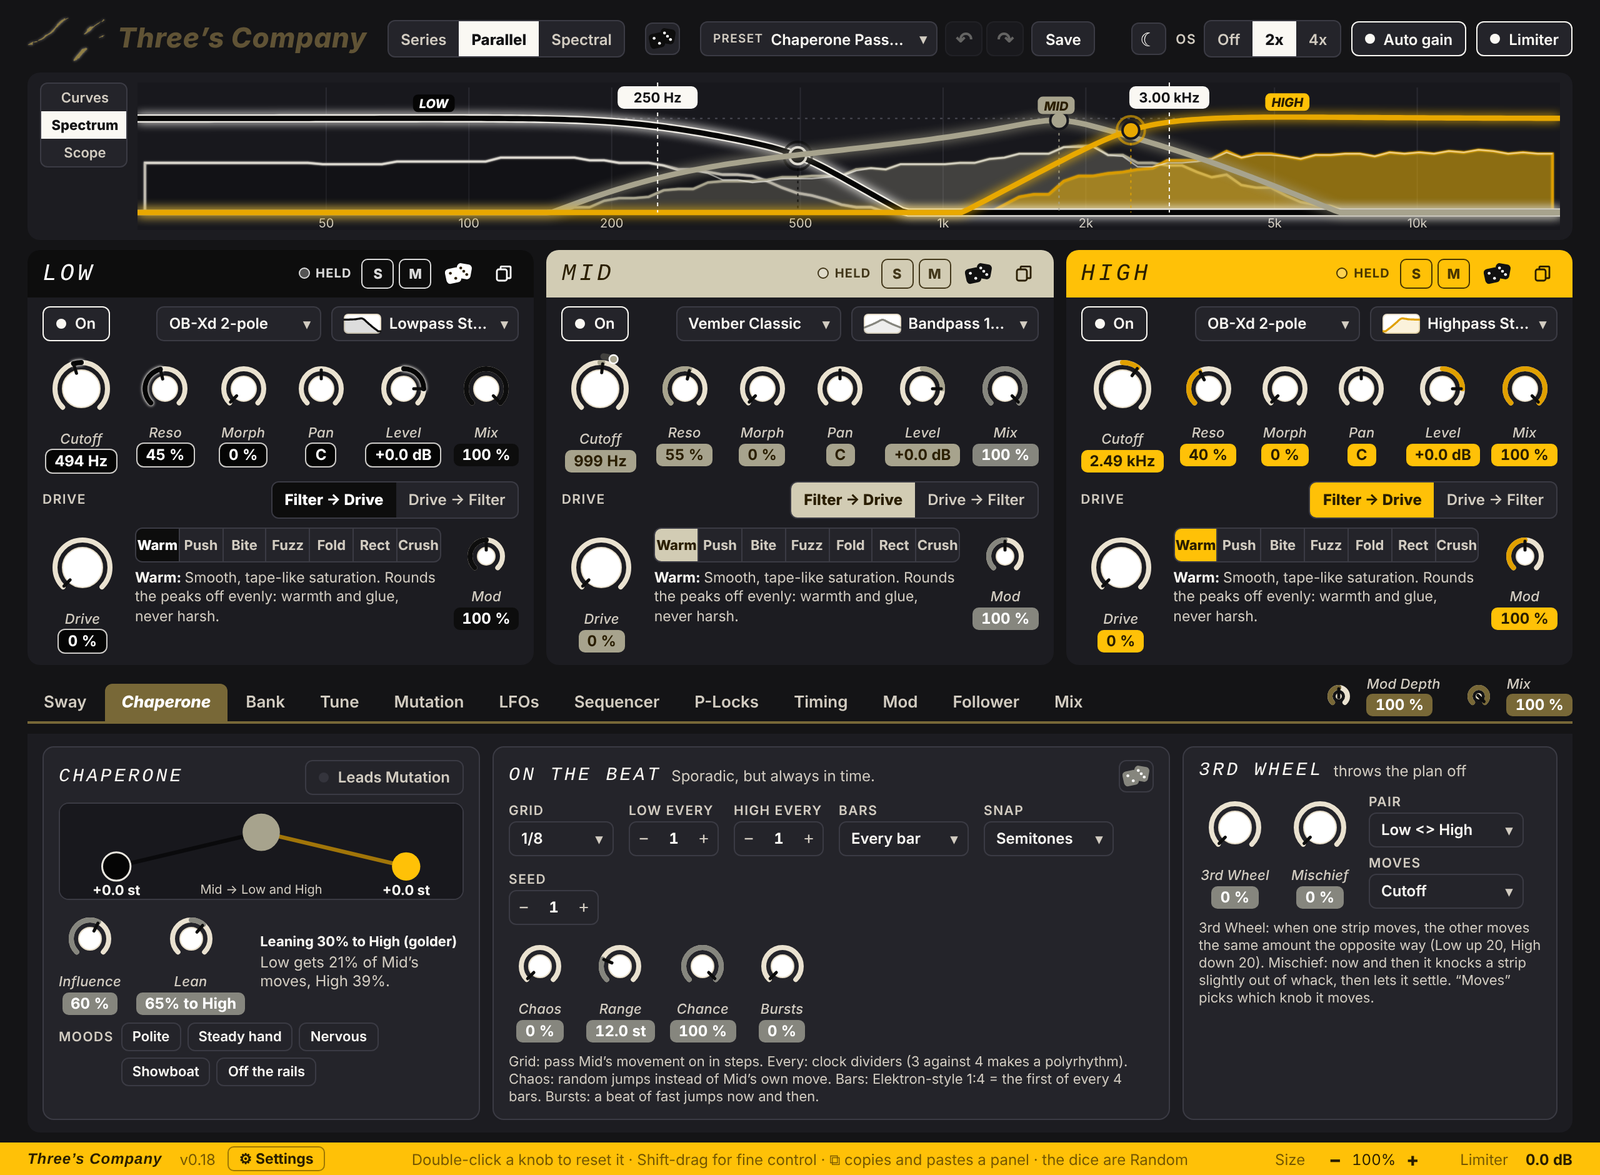 Three's Company
Series Parallel Spectral
PRESET Chaperone Pass... ▾ ↶ ↷ Save
☾ OS Off 2x 4x Auto gain Limiter
Curves
Spectrum
Scope
LOW 250 Hz MID 3.00 kHz HIGH
50 100 200 500 1k 2k 5k 10k
LOW HELD S M
On OB-Xd 2-pole ▾ Lowpass St... ▾
Cutoff Reso Morph Pan Level Mix
494 Hz 45 % 0 % C +0.0 dB 100 %
DRIVE Filter → Drive Drive → Filter
Warm Push Bite Fuzz Fold Rect Crush
Warm: Smooth, tape-like saturation. Rounds
the peaks off evenly: warmth and glue,
never harsh.
Drive
0 %
Mod
100 %
MID HELD S M
On Vember Classic ▾ Bandpass 1... ▾
Cutoff Reso Morph Pan Level Mix
999 Hz 55 % 0 % C +0.0 dB 100 %
DRIVE Filter → Drive Drive → Filter
Warm Push Bite Fuzz Fold Rect Crush
Warm: Smooth, tape-like saturation. Rounds
the peaks off evenly: warmth and glue,
never harsh.
Drive
0 %
Mod
100 %
HIGH HELD S M
On OB-Xd 2-pole ▾ Highpass St... ▾
Cutoff Reso Morph Pan Level Mix
2.49 kHz 40 % 0 % C +0.0 dB 100 %
DRIVE Filter → Drive Drive → Filter
Warm Push Bite Fuzz Fold Rect Crush
Warm: Smooth, tape-like saturation. Rounds
the peaks off evenly: warmth and glue,
never harsh.
Drive
0 %
Mod
100 %
Sway Chaperone Bank Tune Mutation LFOs Sequencer P-Locks Timing Mod Follower Mix
Mod Depth
100 %
Mix
100 %
CHAPERONE Leads Mutation
+0.0 st Mid → Low and High +0.0 st
Influence
60 %
Lean
65% to High
Leaning 30% to High (golder)
Low gets 21% of Mid's
moves, High 39%.
MOODS Polite Steady hand Nervous
Showboat Off the rails
ON THE BEAT Sporadic, but always in time.
GRID LOW EVERY HIGH EVERY BARS SNAP
1/8 ▾ − 1 + − 1 + Every bar ▾ Semitones ▾
SEED
− 1 +
Chaos Range Chance Bursts
0 % 12.0 st 100 % 0 %
Grid: pass Mid's movement on in steps. Every: clock dividers (3 against 4 makes a polyrhythm).
Chaos: random jumps instead of Mid's own move. Bars: Elektron-style 1:4 = the first of every 4
bars. Bursts: a beat of fast jumps now and then.
3RD WHEEL throws the plan off
3rd Wheel
0 %
Mischief
0 %
PAIR
Low <> High ▾
MOVES
Cutoff ▾
3rd Wheel: when one strip moves, the other moves
the same amount the opposite way (Low up 20, High
down 20). Mischief: now and then it knocks a strip
slightly out of whack, then lets it settle. “Moves”
picks which knob it moves.
Three's Company v0.18 ⚙ Settings Double-click a knob to reset it · Shift-drag for fine control · ⧉ copies and pastes a panel · the dice are Random Size − 100% + Limiter 0.0 dB